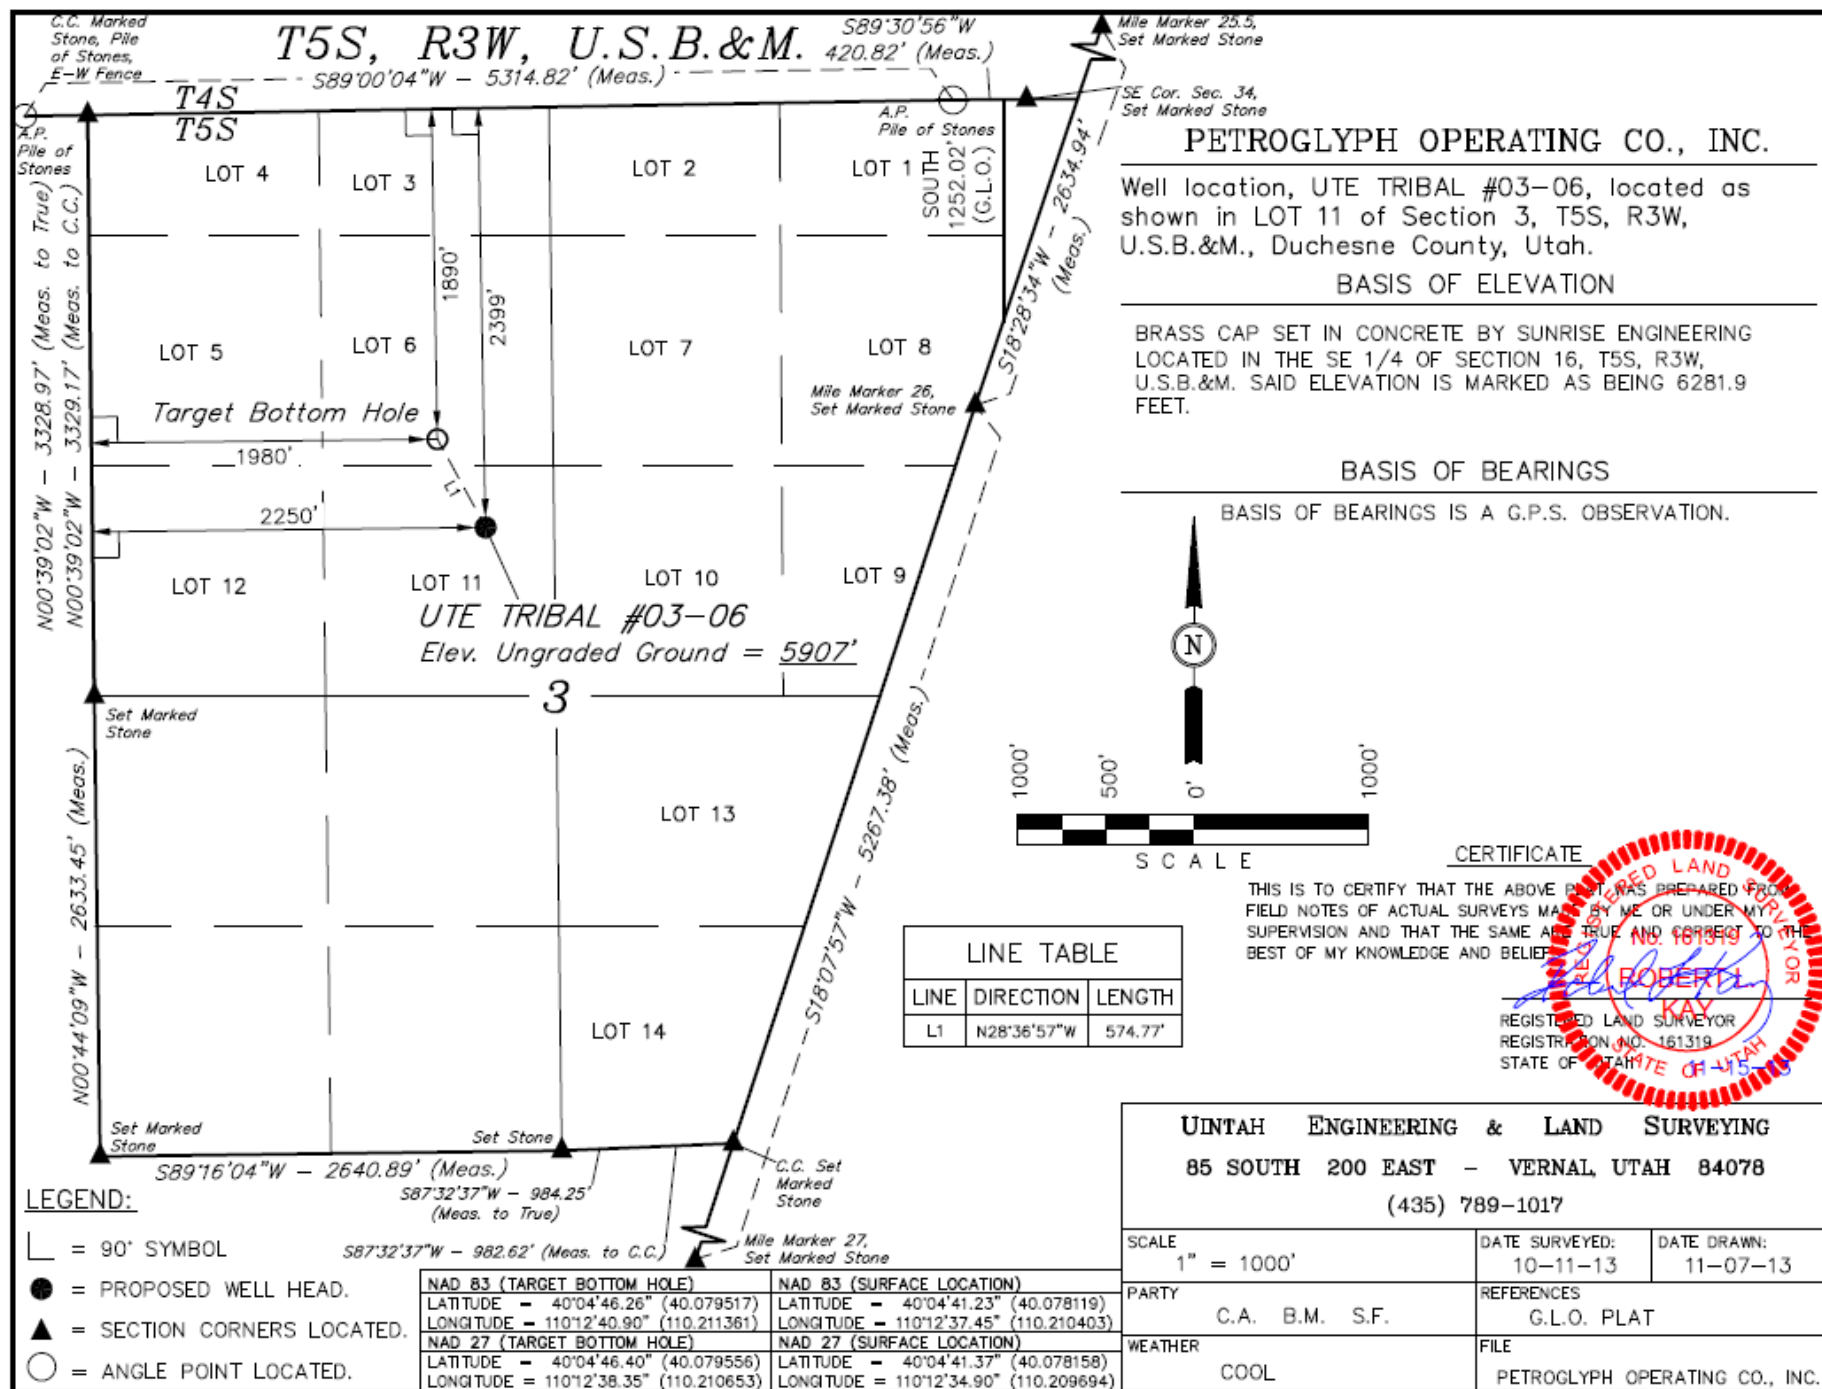 C.C. Marked
Stone, Pile
of Stones,
E-W Fence
T5S, R3W, U.S.B.&M.
S89°30'56"W
420.82' (Meas.)
S89°00'04"W - 5314.82' (Meas.)
Mile Marker 25.5,
Set Marked Stone
T4S
T5S
A.P.
Pile of
Stones
A.P.
Pile of Stones
SE Cor. Sec. 34,
Set Marked Stone
LOT 4
LOT 3
LOT 2
LOT 1
SOUTH
1252.02'
(G.L.O.)
S18°28'34"W - 2634.94'
(Meas.)
N00°39'02"W - 3328.97' (Meas. to True)
N00°39'02"W - 3329.17' (Meas. to C.C.)
1890'
2399'
LOT 5
LOT 6
LOT 7
LOT 8
Mile Marker 26,
Set Marked Stone
Target Bottom Hole
1980'
L1
2250'
LOT 12
LOT 11
LOT 10
LOT 9
UTE TRIBAL #03-06
Elev. Ungraded Ground = 5907'
3
Set Marked
Stone
N00°44'09"W - 2633.45' (Meas.)
LOT 13
S18°07'57"W - 5267.38' (Meas.)
LOT 14
Set Marked
Stone
Set Stone
S89°16'04"W - 2640.89' (Meas.)
S87°32'37"W - 984.25'
(Meas. to True)
S87°32'37"W - 982.62' (Meas. to C.C.)
C.C. Set
Marked
Stone
Mile Marker 27,
Set Marked Stone
PETROGLYPH OPERATING CO., INC.
Well location, UTE TRIBAL #03-06, located as
shown in LOT 11 of Section 3, T5S, R3W,
U.S.B.&M., Duchesne County, Utah.
BASIS OF ELEVATION
BRASS CAP SET IN CONCRETE BY SUNRISE ENGINEERING
LOCATED IN THE SE 1/4 OF SECTION 16, T5S, R3W,
U.S.B.&M. SAID ELEVATION IS MARKED AS BEING 6281.9
FEET.
BASIS OF BEARINGS
BASIS OF BEARINGS IS A G.P.S. OBSERVATION.
N
1000' 500' 0' 1000'
SCALE
LINE TABLE
LINE DIRECTION LENGTH
L1 N28°36'57"W 574.77'
CERTIFICATE
THIS IS TO CERTIFY THAT THE ABOVE PLAT WAS PREPARED FROM
FIELD NOTES OF ACTUAL SURVEYS MADE BY ME OR UNDER MY
SUPERVISION AND THAT THE SAME ARE TRUE AND CORRECT TO THE
BEST OF MY KNOWLEDGE AND BELIEF
REGISTERED LAND SURVEYOR
No. 161319
ROBERT L.
KAY
STATE OF UTAH
REGISTERED LAND SURVEYOR
REGISTRATION NO. 161319
STATE OF UTAH
11-15-
UINTAH ENGINEERING & LAND SURVEYING
85 SOUTH 200 EAST - VERNAL, UTAH 84078
(435) 789-1017
SCALE
1" = 1000'
DATE SURVEYED:
10-11-13
DATE DRAWN:
11-07-13
PARTY
C.A. B.M. S.F.
REFERENCES
G.L.O. PLAT
WEATHER
COOL
FILE
PETROGLYPH OPERATING CO., INC.
LEGEND:
= 90° SYMBOL
= PROPOSED WELL HEAD.
= SECTION CORNERS LOCATED.
= ANGLE POINT LOCATED.
NAD 83 (TARGET BOTTOM HOLE)
LATITUDE = 40°04'46.26" (40.079517)
LONGITUDE = 110°12'40.90" (110.211361)
NAD 27 (TARGET BOTTOM HOLE)
LATITUDE = 40°04'46.40" (40.079556)
LONGITUDE = 110°12'38.35" (110.210653)
NAD 83 (SURFACE LOCATION)
LATITUDE = 40°04'41.23" (40.078119)
LONGITUDE = 110°12'37.45" (110.210403)
NAD 27 (SURFACE LOCATION)
LATITUDE = 40°04'41.37" (40.078158)
LONGITUDE = 110°12'34.90" (110.209694)